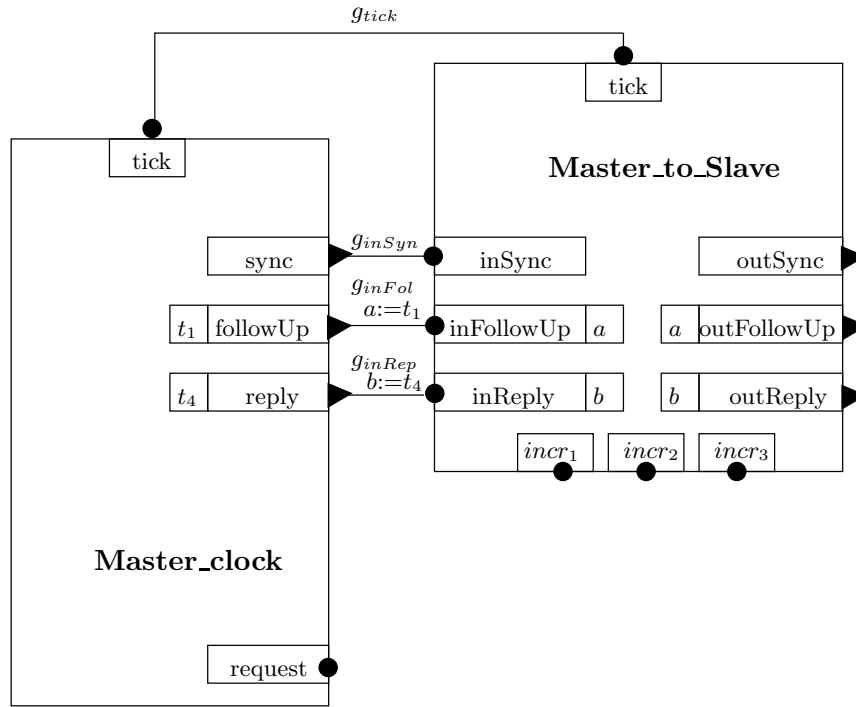 g_tick
tick
tick
Master_to_Slave
sync
g_inSyn
inSync
outSync
t_1 followUp
g_inFol
a:=t_1
inFollowUp a
a outFollowUp
t_4 reply
g_inRep
b:=t_4
inReply b
b outReply
incr_1 incr_2 incr_3
Master_clock
request